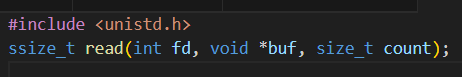 #include <unistd.h>
ssize_t read(int fd, void *buf, size_t count);